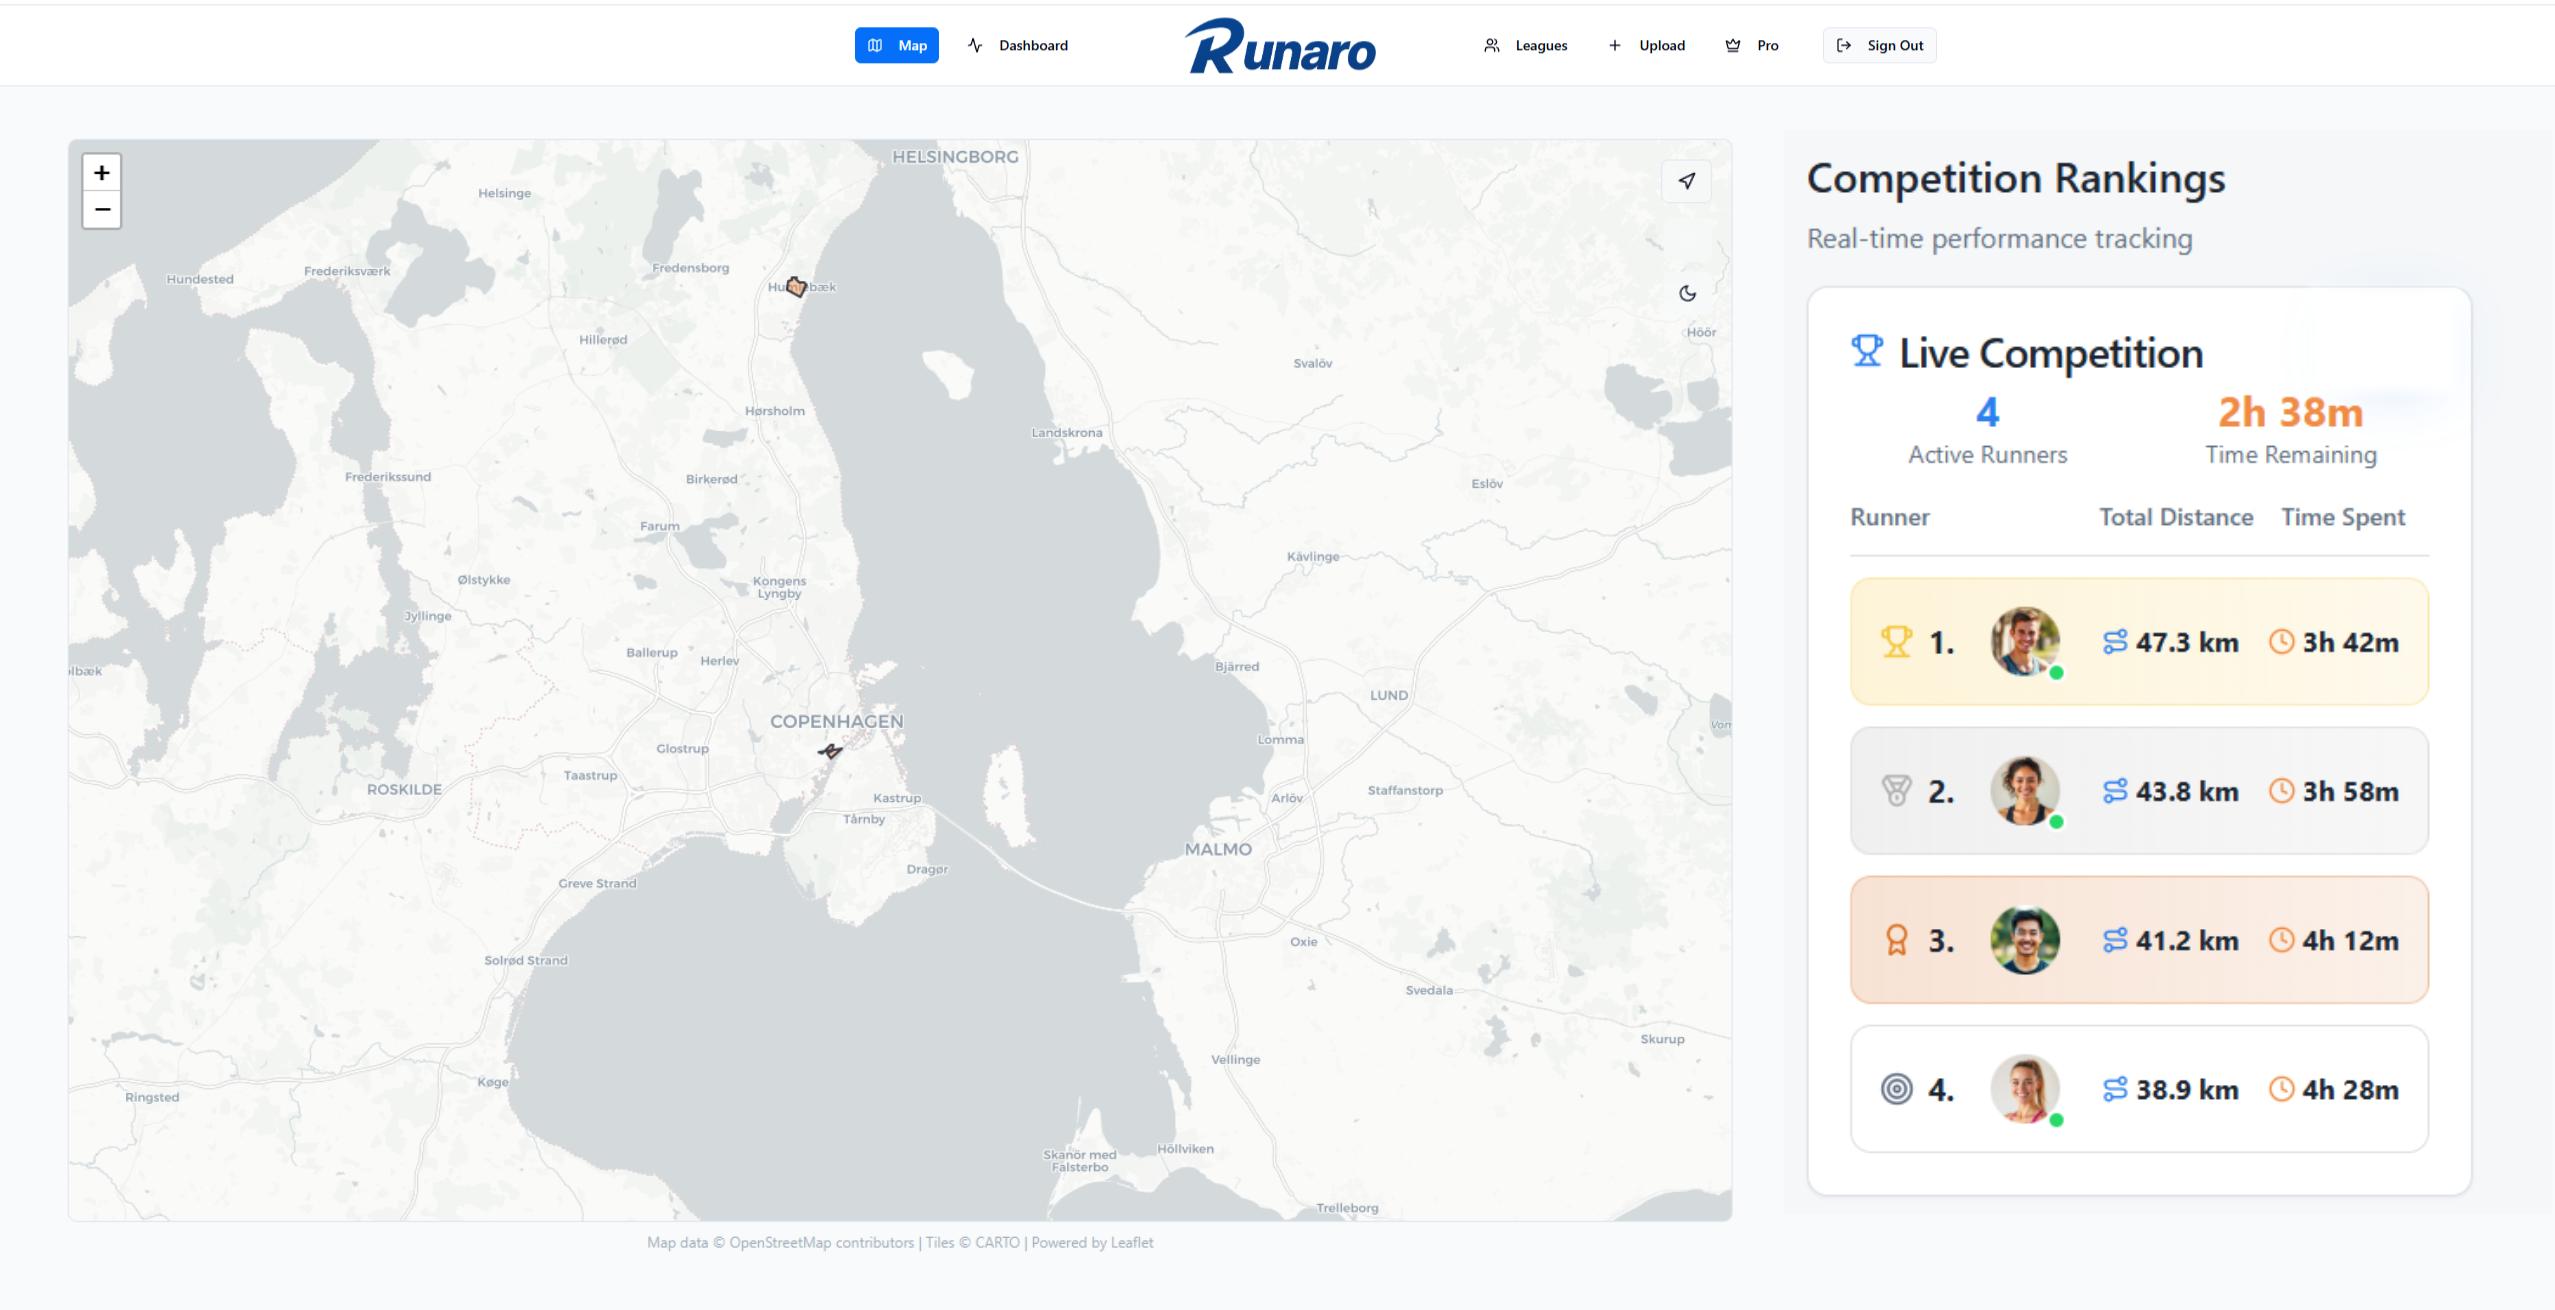 Map
Dashboard
Runaro
Leagues
Upload
Pro
Sign Out
+
−
HELSINGBORG
Helsinge
Hundested
Frederiksværk
Fredensborg
Höör
Hillerød
Svalöv
Hørsholm
Landskrona
Frederikssund
Birkerød
Eslöv
Farum
Kävlinge
Ølstykke
Kongens
Lyngby
Jyllinge
Ballerup
Herlev
Bjärred
LUND
COPENHAGEN
Glostrup
Lomma
Taastrup
ROSKILDE
Kastrup
Arlöv
Staffanstorp
Tårnby
MALMO
Dragør
Greve Strand
Oxie
Solrød Strand
Svedala
Skurup
Vellinge
Køge
Ringsted
Höllviken
Skanör med
Falsterbo
Trelleborg
Map data © OpenStreetMap contributors | Tiles © CARTO | Powered by Leaflet
Competition Rankings
Real-time performance tracking
Live Competition
4 2h 38m
Active Runners Time Remaining
Runner Total Distance Time Spent
1. 47.3 km 3h 42m
2. 43.8 km 3h 58m
3. 41.2 km 4h 12m
4. 38.9 km 4h 28m